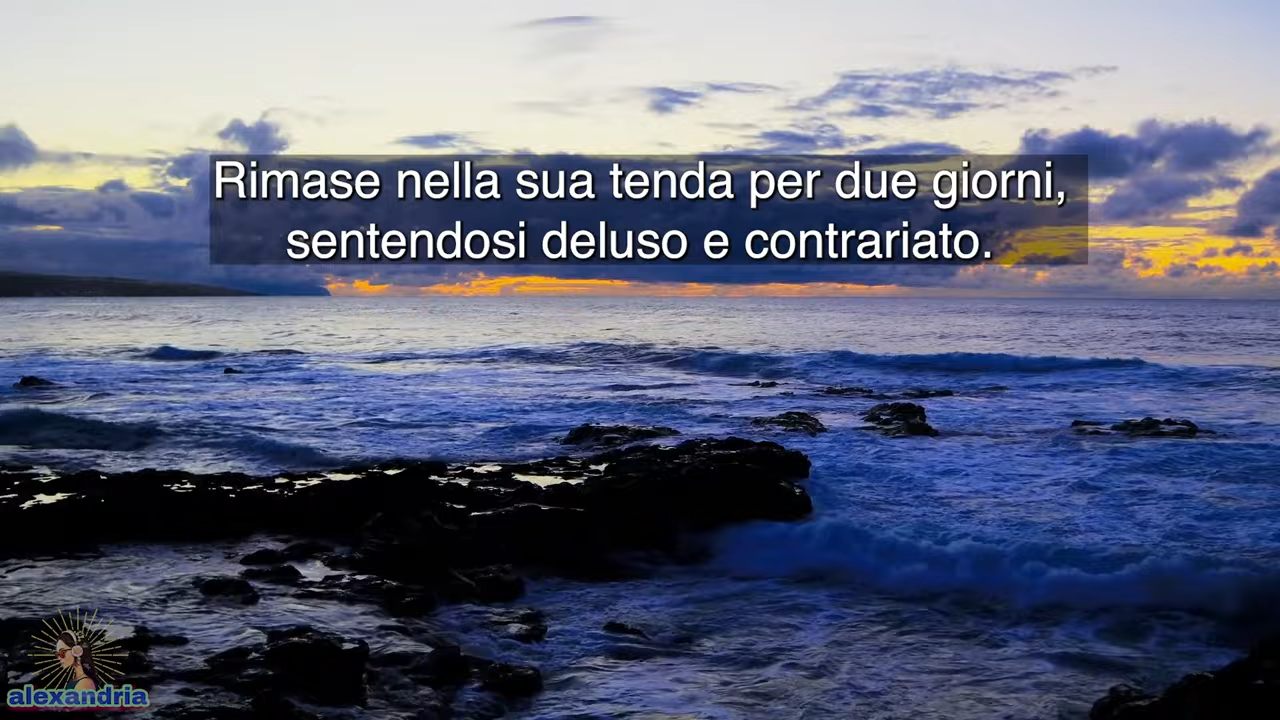 Rimase nella sua tenda per due giorni,
sentendosi deluso e contrariato.
alexandria